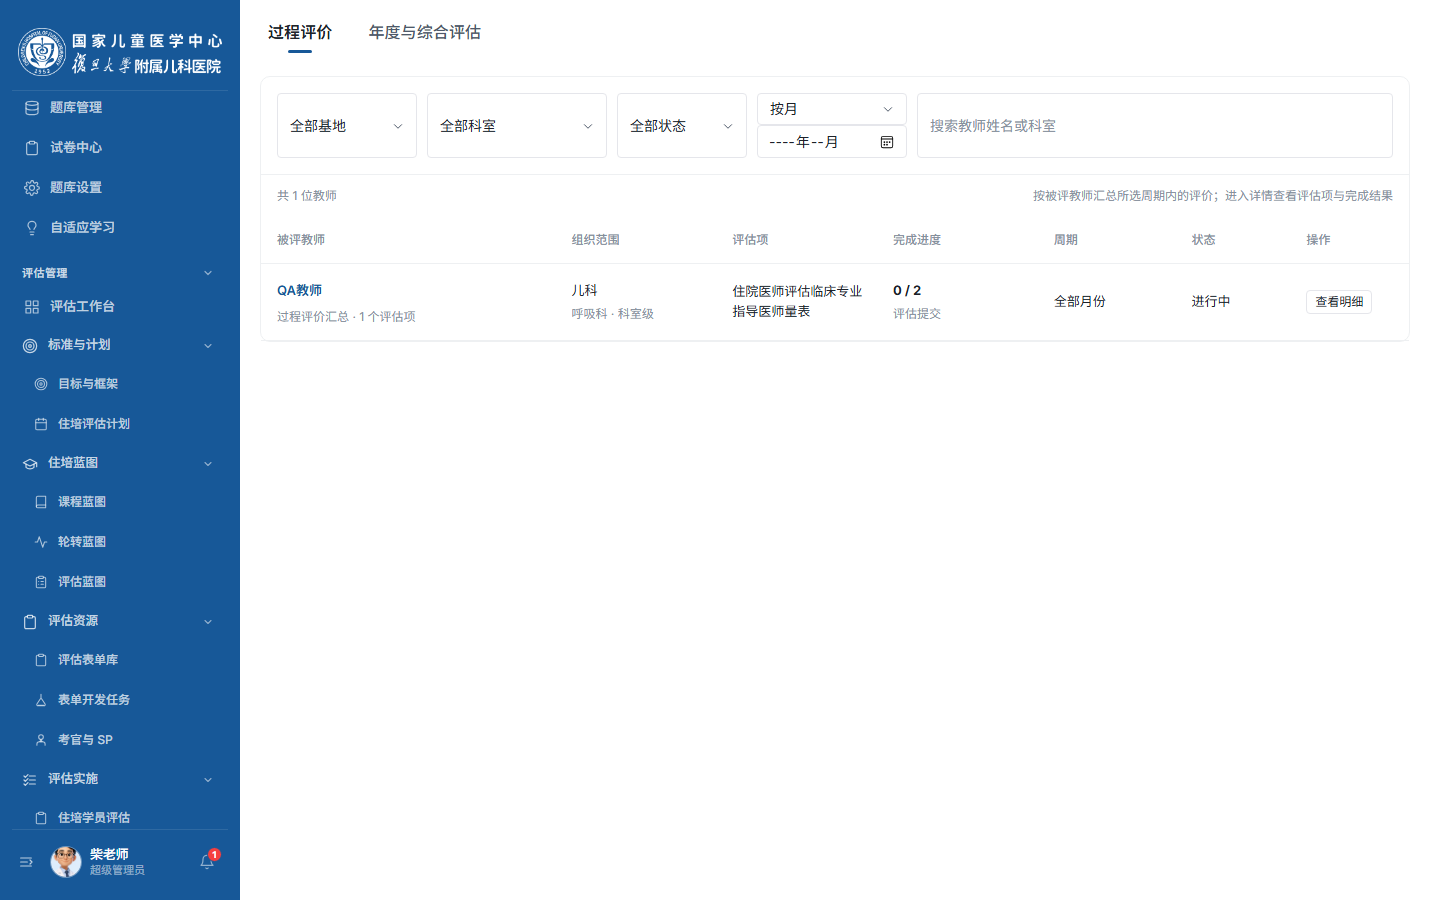 国家儿童医学中心
復旦大学附属儿科医院
1952
题库管理
试卷中心
题库设置
自适应学习
评估管理
评估工作台
标准与计划
目标与框架
住培评估计划
住培蓝图
课程蓝图
轮转蓝图
评估蓝图
评估资源
评估表单库
表单开发任务
考官与 SP
评估实施
住培学员评估
柴老师
超级管理员
1
过程评价 年度与综合评估
全部基地 全部科室 全部状态
按月
----年--月
搜索教师姓名或科室
共 1 位教师 按被评教师汇总所选周期内的评价；进入详情查看评估项与完成结果
被评教师 组织范围 评估项 完成进度 周期 状态 操作
QA教师
过程评价汇总 · 1 个评估项
儿科
呼吸科 · 科室级
住院医师评估临床专业
指导医师量表
0 / 2
评估提交
全部月份
进行中
查看明细